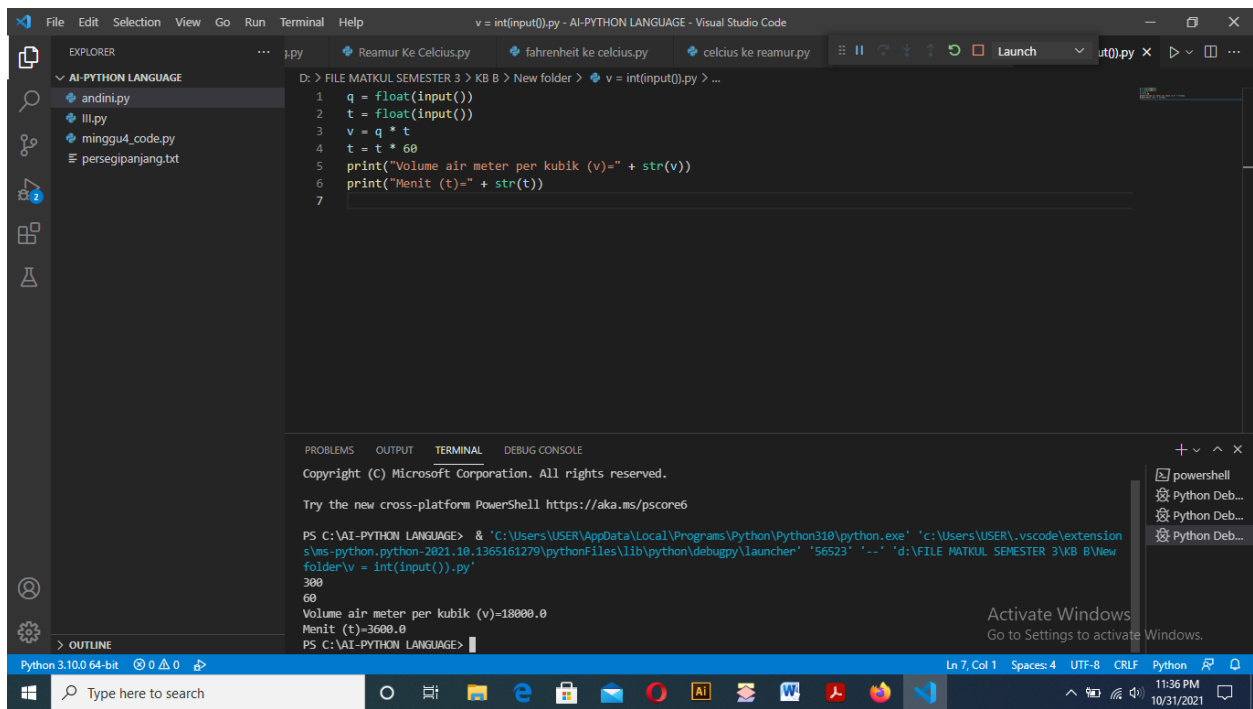 File Edit Selection View Go Run Terminal Help
v = int(input()).py - AI-PYTHON LANGUAGE - Visual Studio Code
EXPLORER
AI-PYTHON LANGUAGE
andini.py
III.py
minggu4_code.py
persegipanjang.txt
2
OUTLINE
Reamur Ke Celcius.py
fahrenheit ke celcius.py
celcius ke reamur.py
Launch
D: > FILE MATKUL SEMESTER 3 > KB B > New folder > v = int(input()).py > ...
1 q = float(input())
2 t = float(input())
3 v = q * t
4 t = t * 60
5 print("Volume air meter per kubik (v)=" + str(v))
6 print("Menit (t)=" + str(t))
7
PROBLEMS OUTPUT TERMINAL DEBUG CONSOLE
Copyright (C) Microsoft Corporation. All rights reserved.
Try the new cross-platform PowerShell https://aka.ms/pscore6
PS C:\AI-PYTHON LANGUAGE> & 'C:\Users\USER\AppData\Local\Programs\Python\Python310\python.exe' 'c:\Users\USER\.vscode\extension
s\ms-python.python-2021.10.1365161279\pythonFiles\lib\python\debugpy\launcher' '56523' '--' 'd:\FILE MATKUL SEMESTER 3\KB B\New
folder\v = int(input()).py'
300
60
Volume air meter per kubik (v)=18000.0
Menit (t)=3600.0
PS C:\AI-PYTHON LANGUAGE>
powershell
Python Deb...
Python Deb...
Python Deb...
Activate Windows
Go to Settings to activate Windows.
Python 3.10.0 64-bit 0 0
Ln 7, Col 1 Spaces: 4 UTF-8 CRLF Python
Type here to search
Ai
W
11:36 PM
10/31/2021